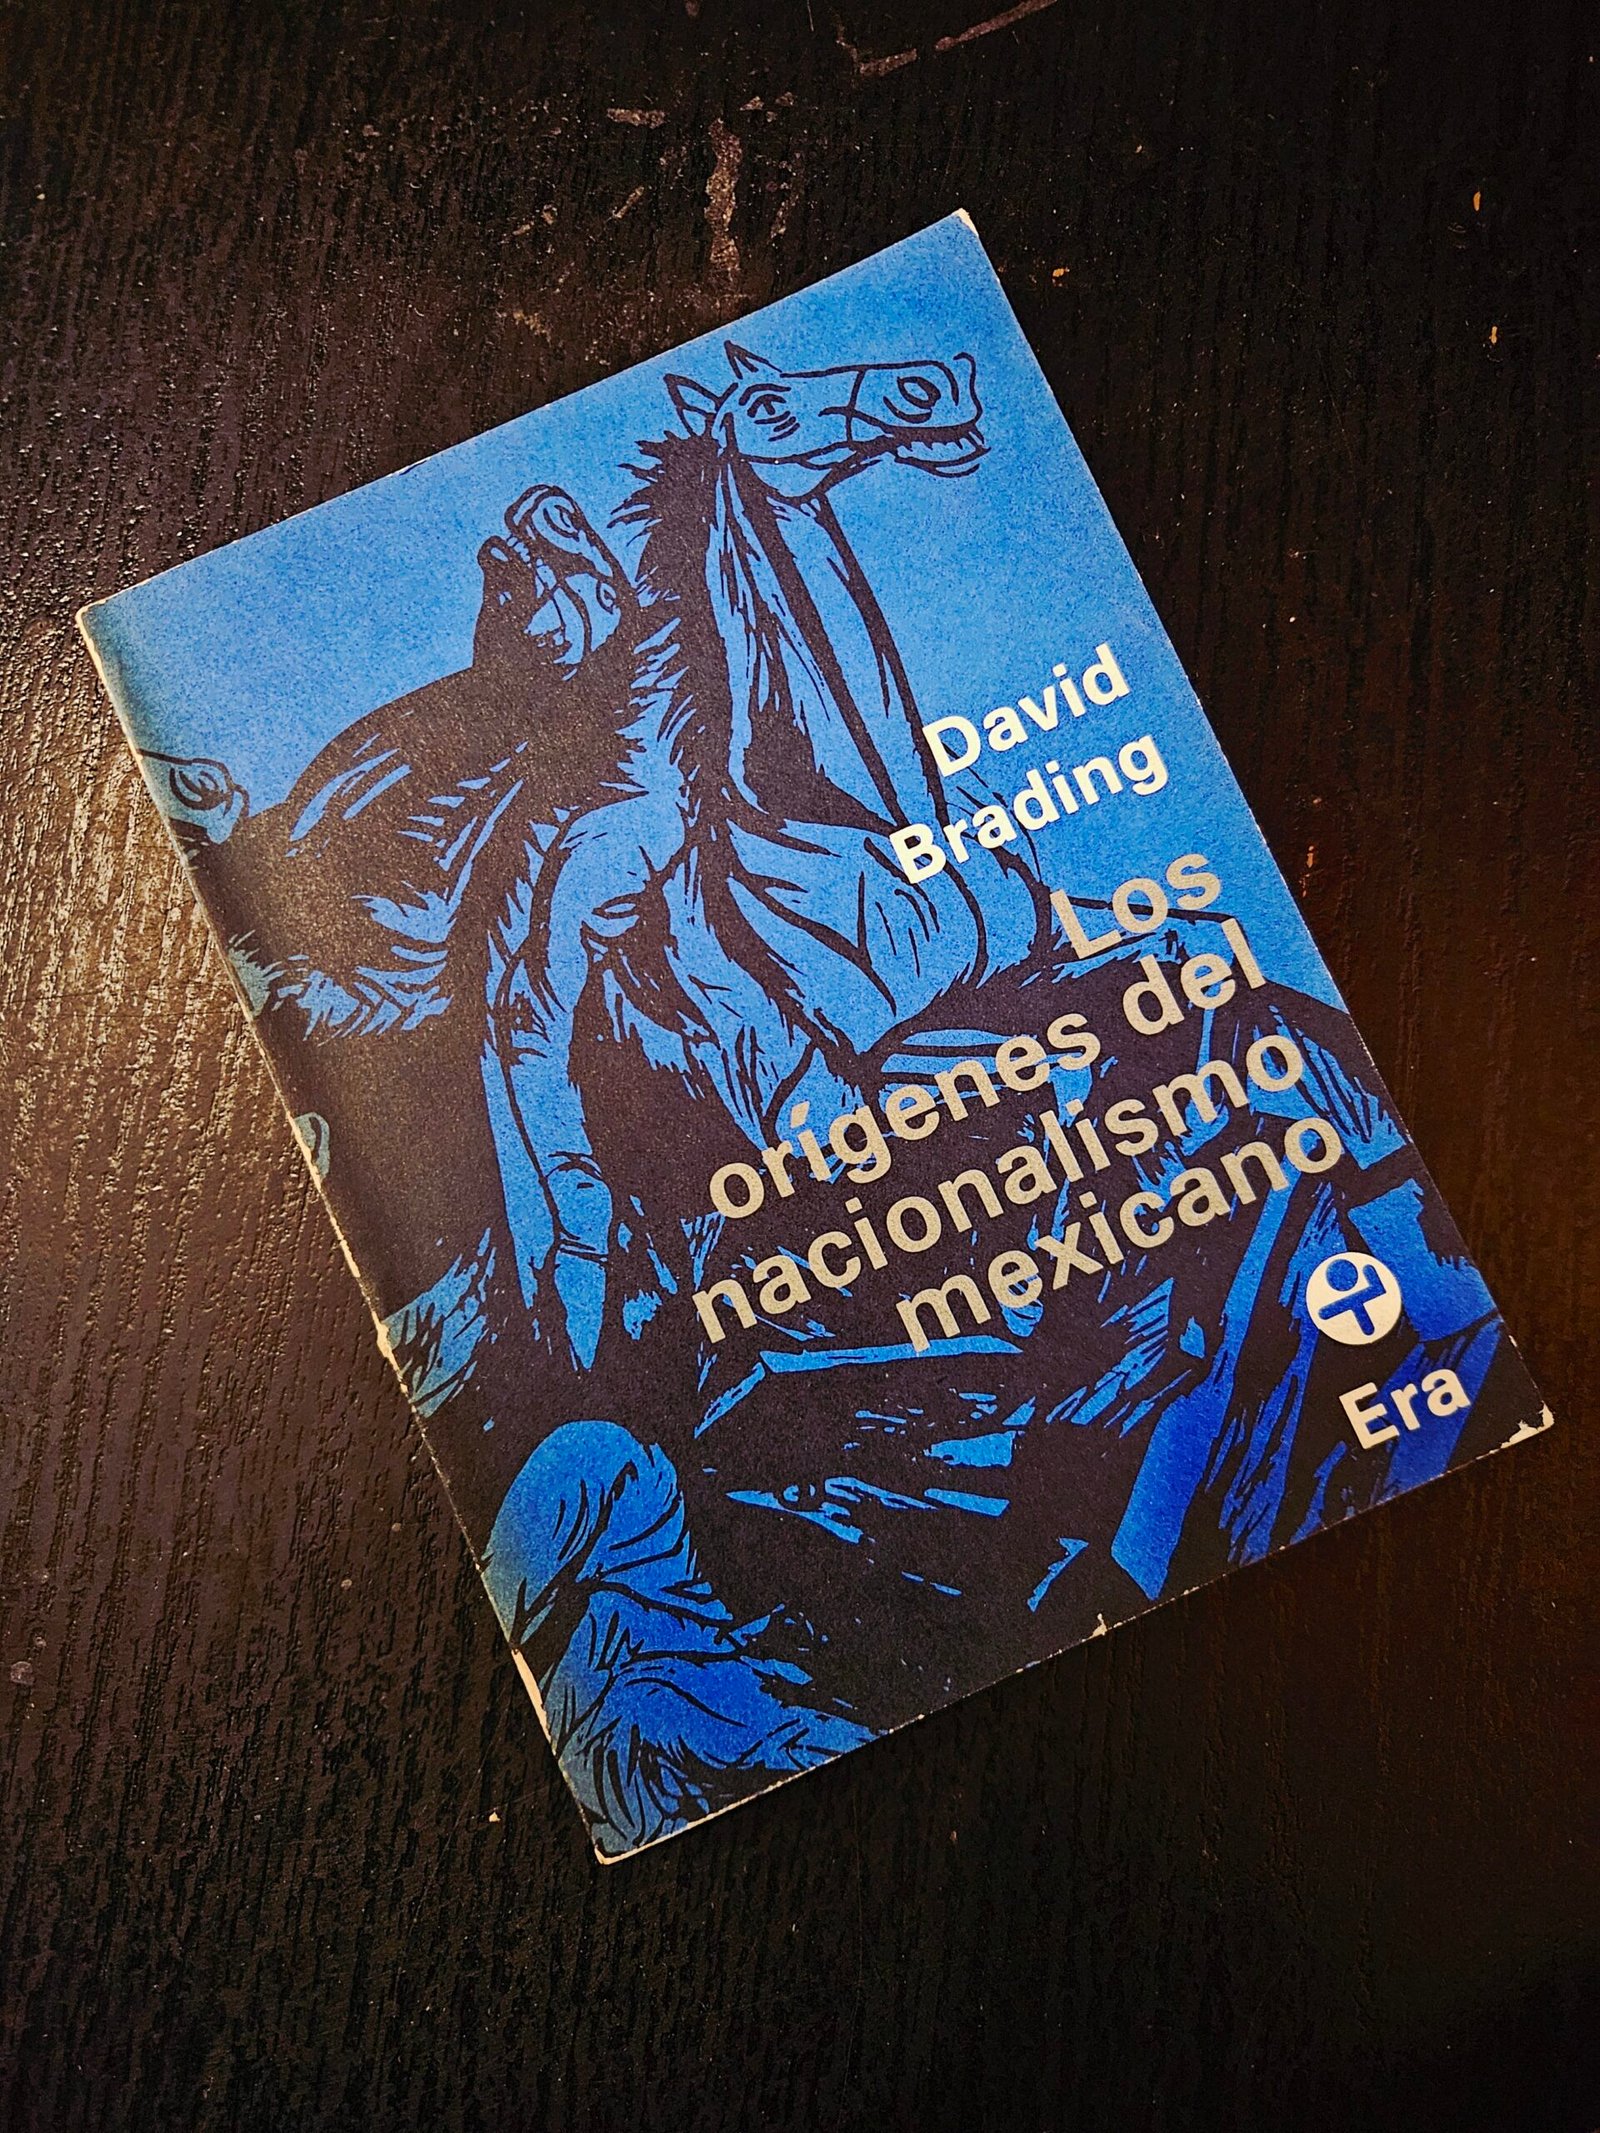 David
Brading
Los
orígenes del
nacionalismo
mexicano
Era